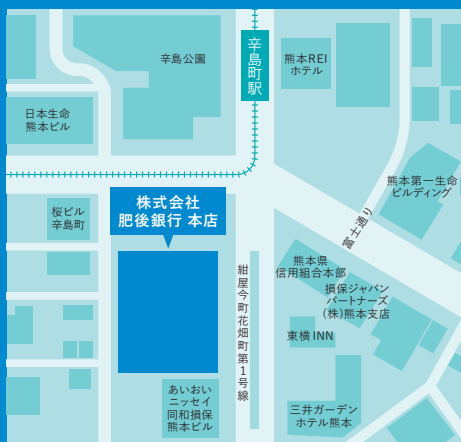 辛島公園
辛島町駅
熊本REI
ホテル
日本生命
熊本ビル
熊本第一生命
ビルディング
株式会社
肥後銀行 本店
桜ビル
辛島町
富士通り
熊本県
信用組合本部
紺屋今町花畑町第1号線
損保ジャパン
パートナーズ
(株)熊本支店
東横INN
あいおい
ニッセイ
同和損保
熊本ビル
三井ガーデン
ホテル熊本